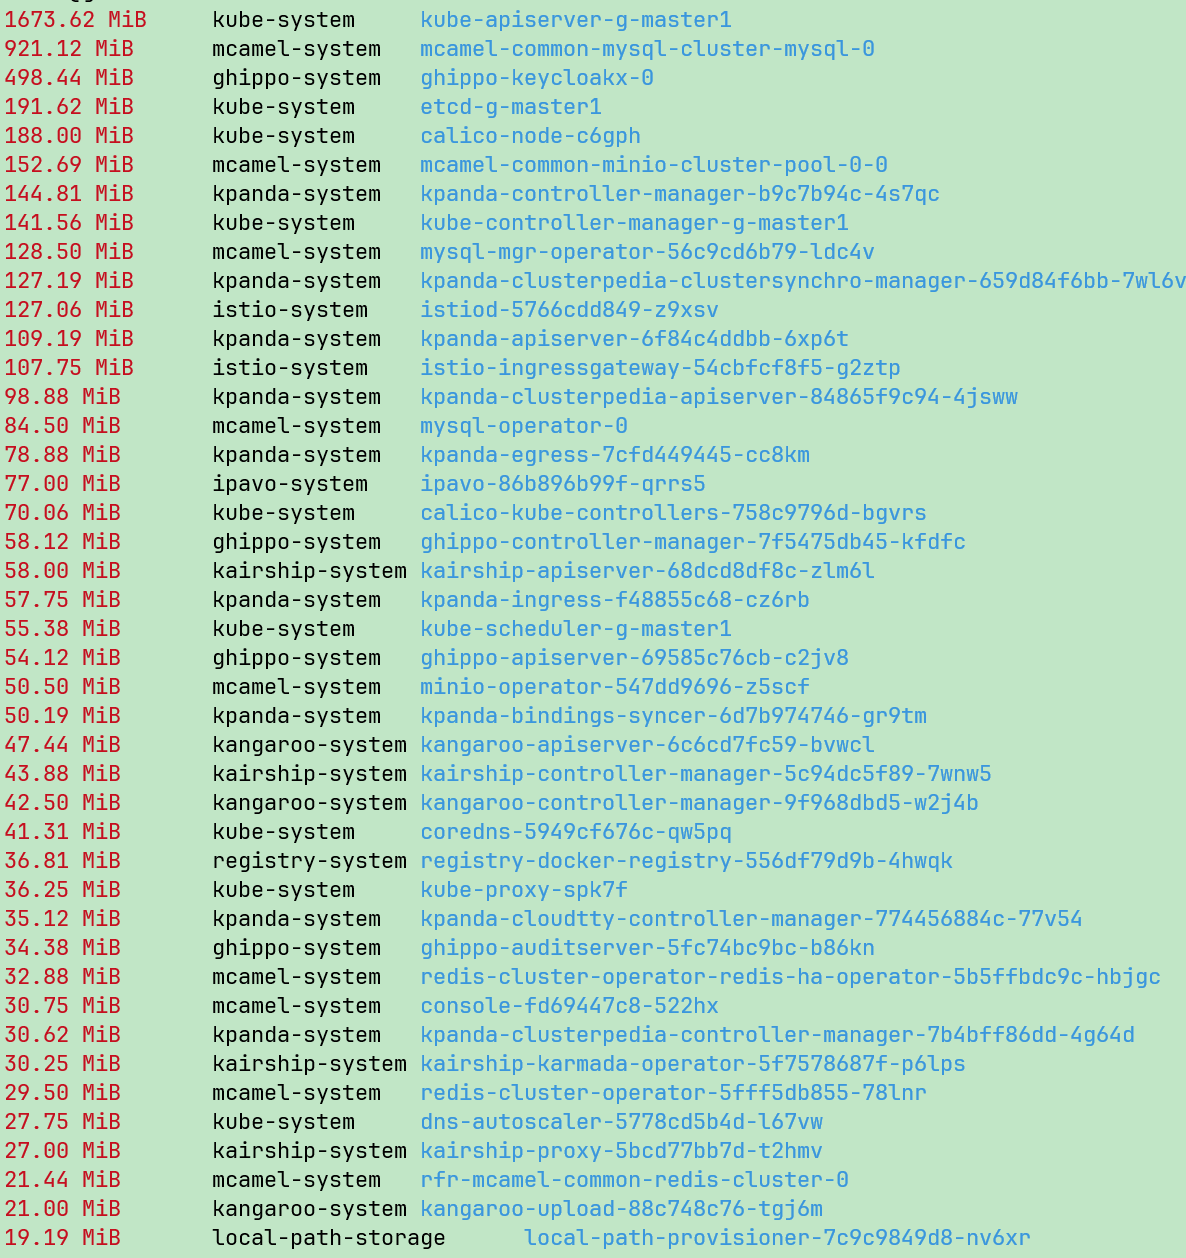 1673.62 MiB kube-system kube-apiserver-g-master1
921.12 MiB mcamel-system mcamel-common-mysql-cluster-mysql-0
498.44 MiB ghippo-system ghippo-keycloakx-0
191.62 MiB kube-system etcd-g-master1
188.00 MiB kube-system calico-node-c6gph
152.69 MiB mcamel-system mcamel-common-minio-cluster-pool-0-0
144.81 MiB kpanda-system kpanda-controller-manager-b9c7b94c-4s7qc
141.56 MiB kube-system kube-controller-manager-g-master1
128.50 MiB mcamel-system mysql-mgr-operator-56c9cd6b79-ldc4v
127.19 MiB kpanda-system kpanda-clusterpedia-clustersynchro-manager-659d84f6bb-7wl6v
127.06 MiB istio-system istiod-5766cdd849-z9xsv
109.19 MiB kpanda-system kpanda-apiserver-6f84c4ddbb-6xp6t
107.75 MiB istio-system istio-ingressgateway-54cbfcf8f5-g2ztp
98.88 MiB kpanda-system kpanda-clusterpedia-apiserver-84865f9c94-4jsww
84.50 MiB mcamel-system mysql-operator-0
78.88 MiB kpanda-system kpanda-egress-7cfd449445-cc8km
77.00 MiB ipavo-system ipavo-86b896b99f-qrrs5
70.06 MiB kube-system calico-kube-controllers-758c9796d-bgvrs
58.12 MiB ghippo-system ghippo-controller-manager-7f5475db45-kfdfc
58.00 MiB kairship-system kairship-apiserver-68dcd8df8c-zlm6l
57.75 MiB kpanda-system kpanda-ingress-f48855c68-cz6rb
55.38 MiB kube-system kube-scheduler-g-master1
54.12 MiB ghippo-system ghippo-apiserver-69585c76cb-c2jv8
50.50 MiB mcamel-system minio-operator-547dd9696-z5scf
50.19 MiB kpanda-system kpanda-bindings-syncer-6d7b974746-gr9tm
47.44 MiB kangaroo-system kangaroo-apiserver-6c6cd7fc59-bvwcl
43.88 MiB kairship-system kairship-controller-manager-5c94dc5f89-7wnw5
42.50 MiB kangaroo-system kangaroo-controller-manager-9f968dbd5-w2j4b
41.31 MiB kube-system coredns-5949cf676c-qw5pq
36.81 MiB registry-system registry-docker-registry-556df79d9b-4hwqk
36.25 MiB kube-system kube-proxy-spk7f
35.12 MiB kpanda-system kpanda-cloudtty-controller-manager-774456884c-77v54
34.38 MiB ghippo-system ghippo-auditserver-5fc74bc9bc-b86kn
32.88 MiB mcamel-system redis-cluster-operator-redis-ha-operator-5b5ffbdc9c-hbjgc
30.75 MiB mcamel-system console-fd69447c8-522hx
30.62 MiB kpanda-system kpanda-clusterpedia-controller-manager-7b4bff86dd-4g64d
30.25 MiB kairship-system kairship-karmada-operator-5f7578687f-p6lps
29.50 MiB mcamel-system redis-cluster-operator-5fff5db855-78lnr
27.75 MiB kube-system dns-autoscaler-5778cd5b4d-l67vw
27.00 MiB kairship-system kairship-proxy-5bcd77bb7d-t2hmv
21.44 MiB mcamel-system rfr-mcamel-common-redis-cluster-0
21.00 MiB kangaroo-system kangaroo-upload-88c748c76-tgj6m
19.19 MiB local-path-storage local-path-provisioner-7c9c9849d8-nv6xr